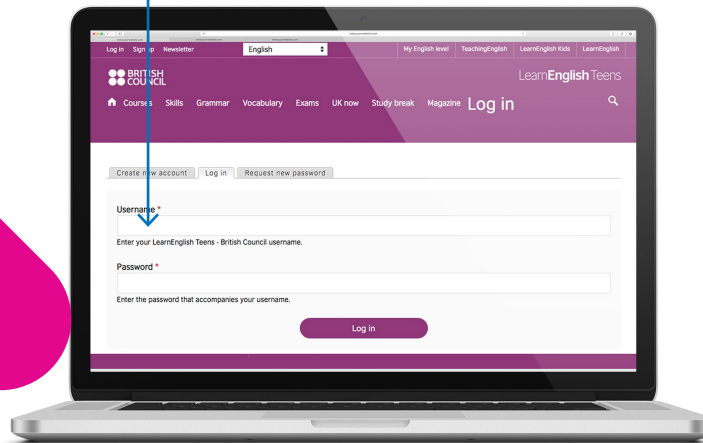 Log in Sign up Newsletter English My English level TeachingEnglish LearnEnglish Kids LearnEnglish
BRITISH
COUNCIL
LearnEnglish Teens
Courses Skills Grammar Vocabulary Exams UK now Study break Magazine Log in
Create new account Log in Request new password
Username *
Enter your LearnEnglish Teens - British Council username.
Password *
Enter the password that accompanies your username.
Log in